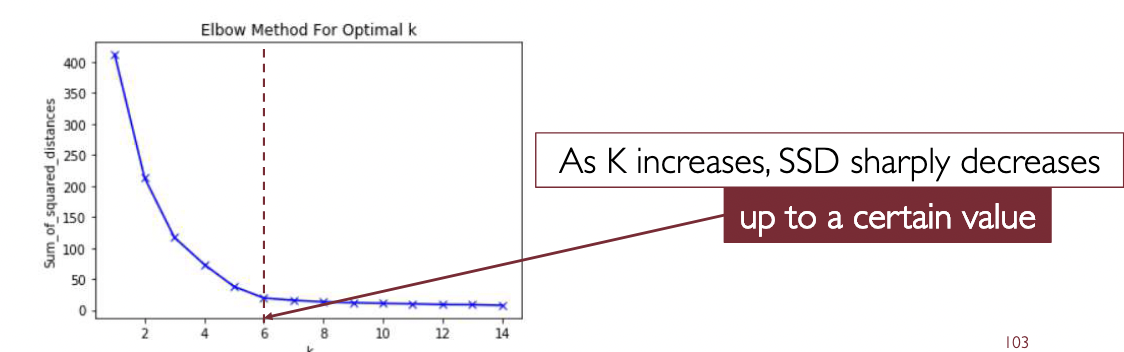 Elbow Method For Optimal k
400
350
300
250
200
150
100
50
0
Sum_of_squared_distances
2 4 6 8 10 12 14
k
As K increases, SSD sharply decreases
up to a certain value
103